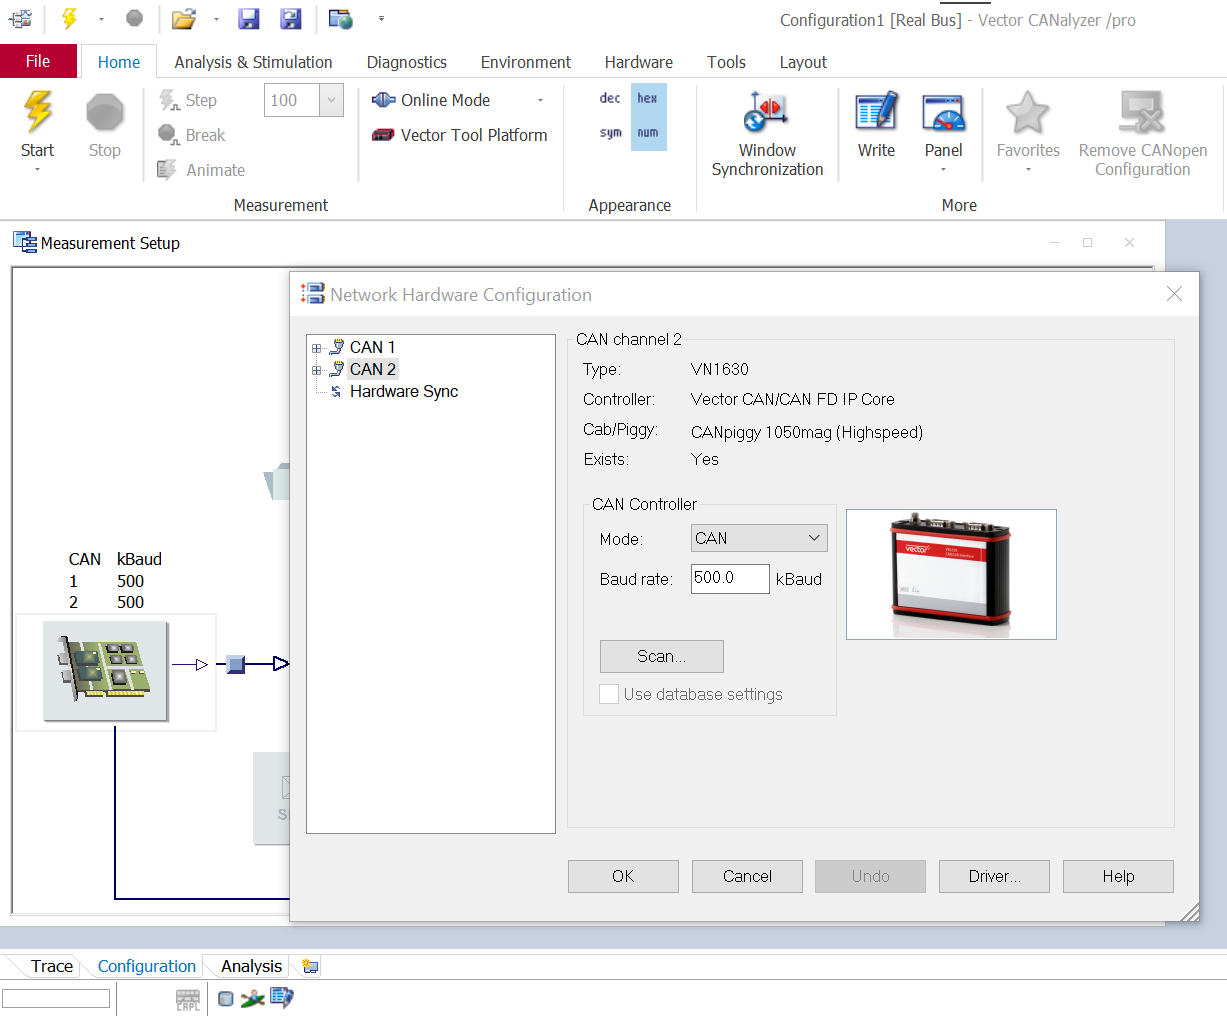 Configuration1 [Real Bus] - Vector CANalyzer /pro
File Home Analysis & Stimulation Diagnostics Environment Hardware Tools Layout
Start
Stop
Step 100
Break
Animate
Measurement
Online Mode
Vector Tool Platform
dec hex
sym num
Appearance
Window
Synchronization
Write
Panel
Favorites
Remove CANopen
Configuration
More
Measurement Setup
CAN kBaud
1 500
2 500
Network Hardware Configuration
CAN 1
CAN 2
Hardware Sync
CAN channel 2
Type: VN1630
Controller: Vector CAN/CAN FD IP Core
Cab/Piggy: CANpiggy 1050mag (Highspeed)
Exists: Yes
CAN Controller
Mode: CAN
Baud rate: 500.0 kBaud
Scan...
Use database settings
vector
OK Cancel Undo Driver... Help
Trace Configuration Analysis
CAPL